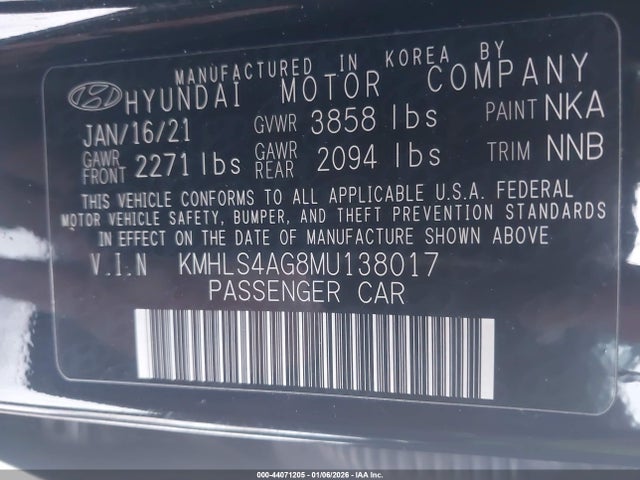 MANUFACTURED IN KOREA BY
HYUNDAI MOTOR COMPANY
JAN/16/21 GVWR 3858 lbs PAINT NKA
GAWR FRONT 2271 lbs GAWR REAR 2094 lbs TRIM NNB
THIS VEHICLE CONFORMS TO ALL APPLICABLE U.S.A. FEDERAL
MOTOR VEHICLE SAFETY, BUMPER, AND THEFT PREVENTION STANDARDS
IN EFFECT ON THE DATE OF MANUFACTURE SHOWN ABOVE
V.I.N KMHLS4AG8MU138017
PASSENGER CAR
000-44071205 - 01/06/2026 - IAA Inc.